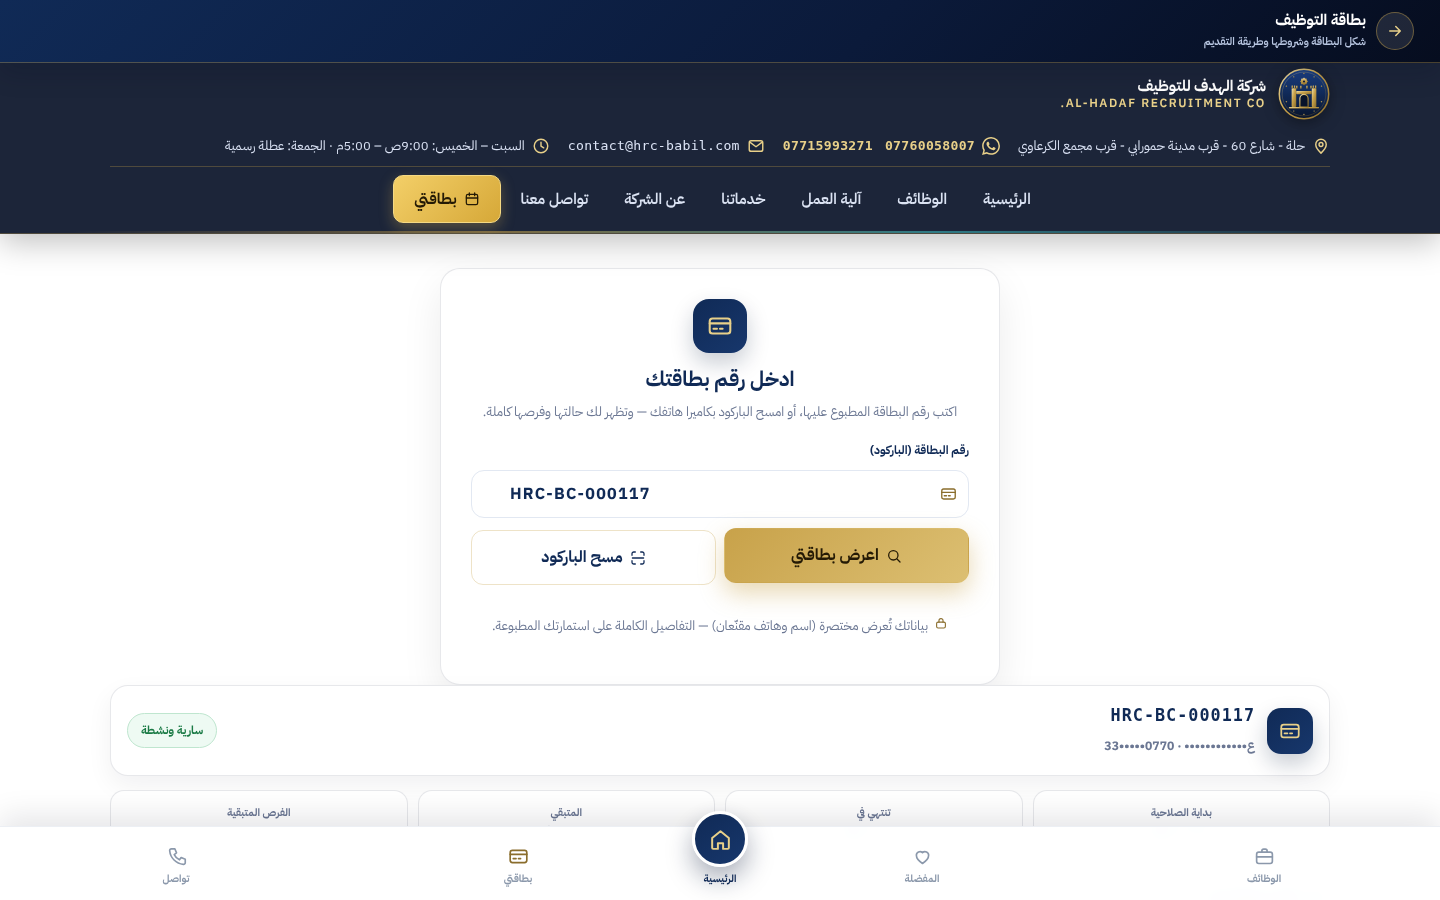 بطاقة التوظيف
شكل البطاقة وشروطها وطريقة التقديم
شركة الهدف للتوظيف
AL-HADAF RECRUITMENT CO.
حلة - شارع 60 - قرب مدينة حمورابي - قرب مجمع الكرعاوي
07760058007 07715993271
contact@hrc-babil.com
السبت – الخميس: 9:00ص – 5:00م · الجمعة: عطلة رسمية
الرئيسية
الوظائف
آلية العمل
خدماتنا
عن الشركة
تواصل معنا
بطاقتي
ادخل رقم بطاقتك
اكتب رقم البطاقة المطبوع عليها، أو امسح الباركود بكاميرا هاتفك — وتظهر لك حالتها وفرصها كاملة.
رقم البطاقة (الباركود)
HRC-BC-000117
اعرض بطاقتي
مسح الباركود
بياناتك تُعرض مختصرة (اسم وهاتف مقنّعان) — التفاصيل الكاملة على استمارتك المطبوعة.
HRC-BC-000117
ع•••••••••••• · 0770•••••33
سارية ونشطة
بداية الصلاحية
تنتهي في
المتبقي
الفرص المتبقية
الوظائف
المفضلة
الرئيسية
بطاقتي
تواصل